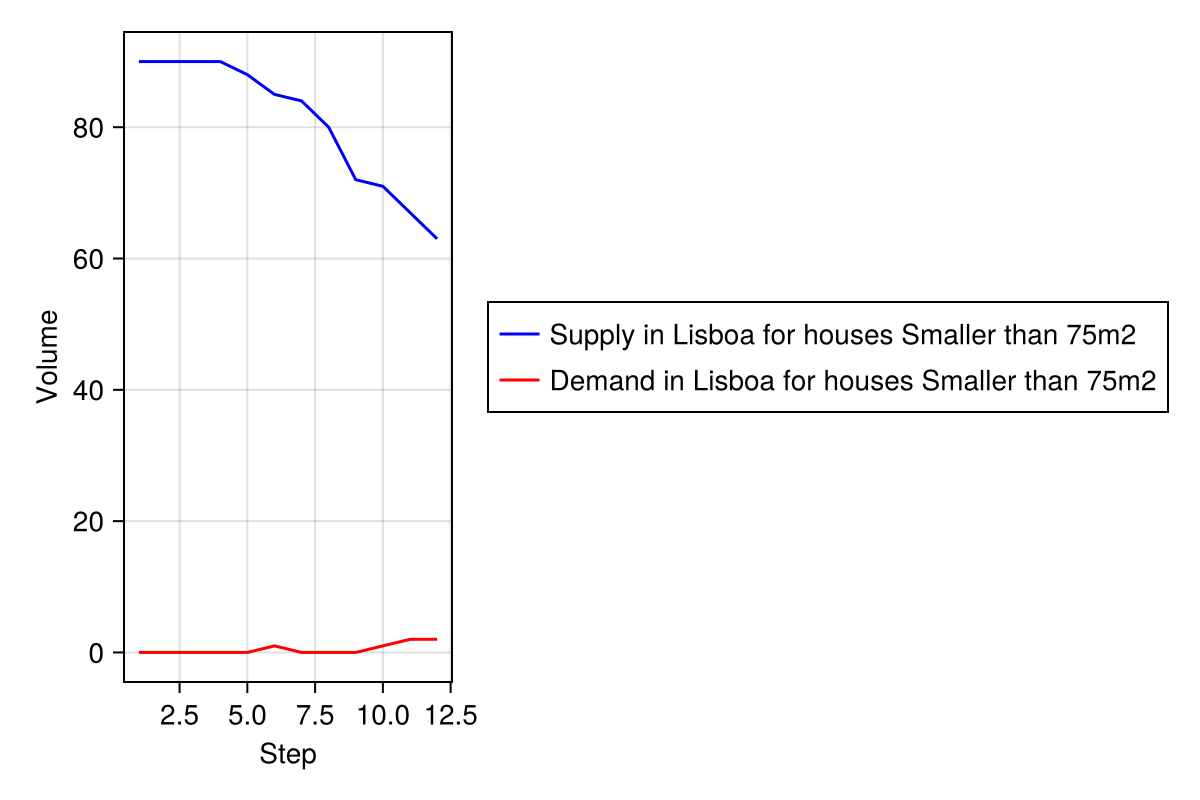 80
60
40
20
0
Volume
2.5 5.0 7.5 10.0 12.5
Step
Supply in Lisboa for houses Smaller than 75m2
Demand in Lisboa for houses Smaller than 75m2